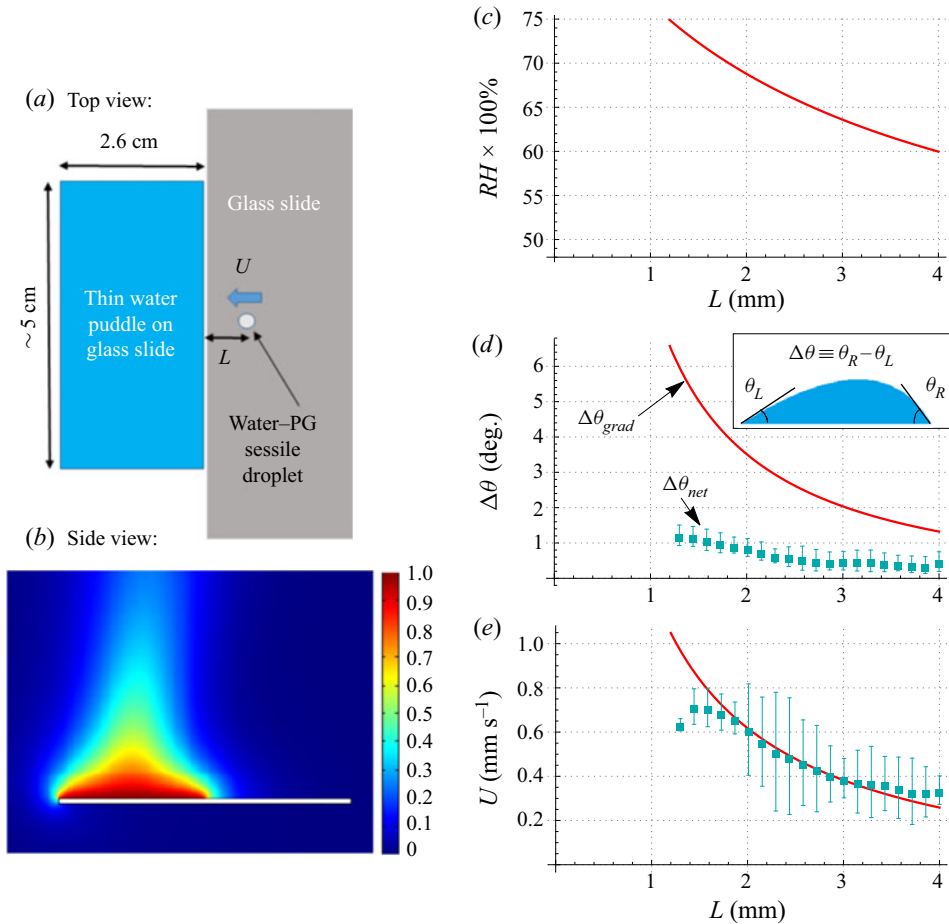 (a) Top view:
2.6 cm
~5 cm
Glass slide
U
L
Thin water
puddle on
glass slide
Water–PG
sessile
droplet
(b) Side view:
1.0
0.9
0.8
0.7
0.6
0.5
0.4
0.3
0.2
0.1
0
(c)
75
70
65
60
55
50
RH × 100%
1 2 3 4
L (mm)
(d)
6
5
4
3
2
1
Δθ (deg.)
Δθgrad
Δθnet
Δθ ≡ θR – θL
θL
θR
1 2 3 4
(e)
1.0
0.8
0.6
0.4
0.2
U (mm s⁻¹)
1 2 3 4
L (mm)